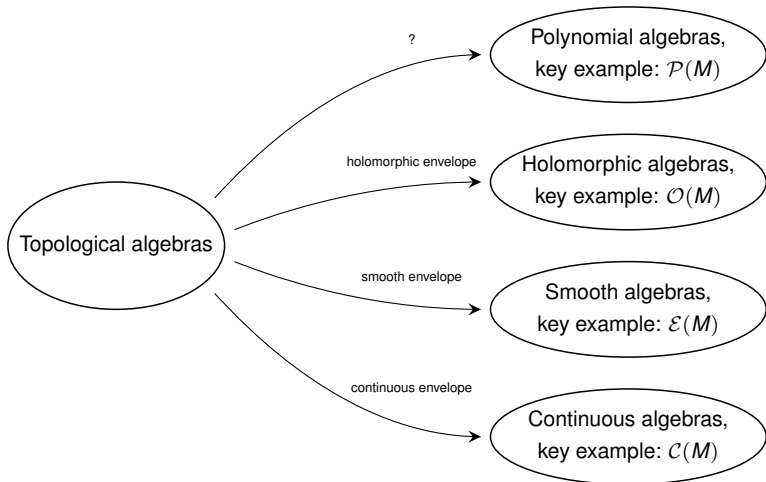 ?
Polynomial algebras,
key example: 𝒫(M)
holomorphic envelope
Holomorphic algebras,
key example: 𝒪(M)
Topological algebras
smooth envelope
Smooth algebras,
key example: ℰ(M)
continuous envelope
Continuous algebras,
key example: 𝒞(M)